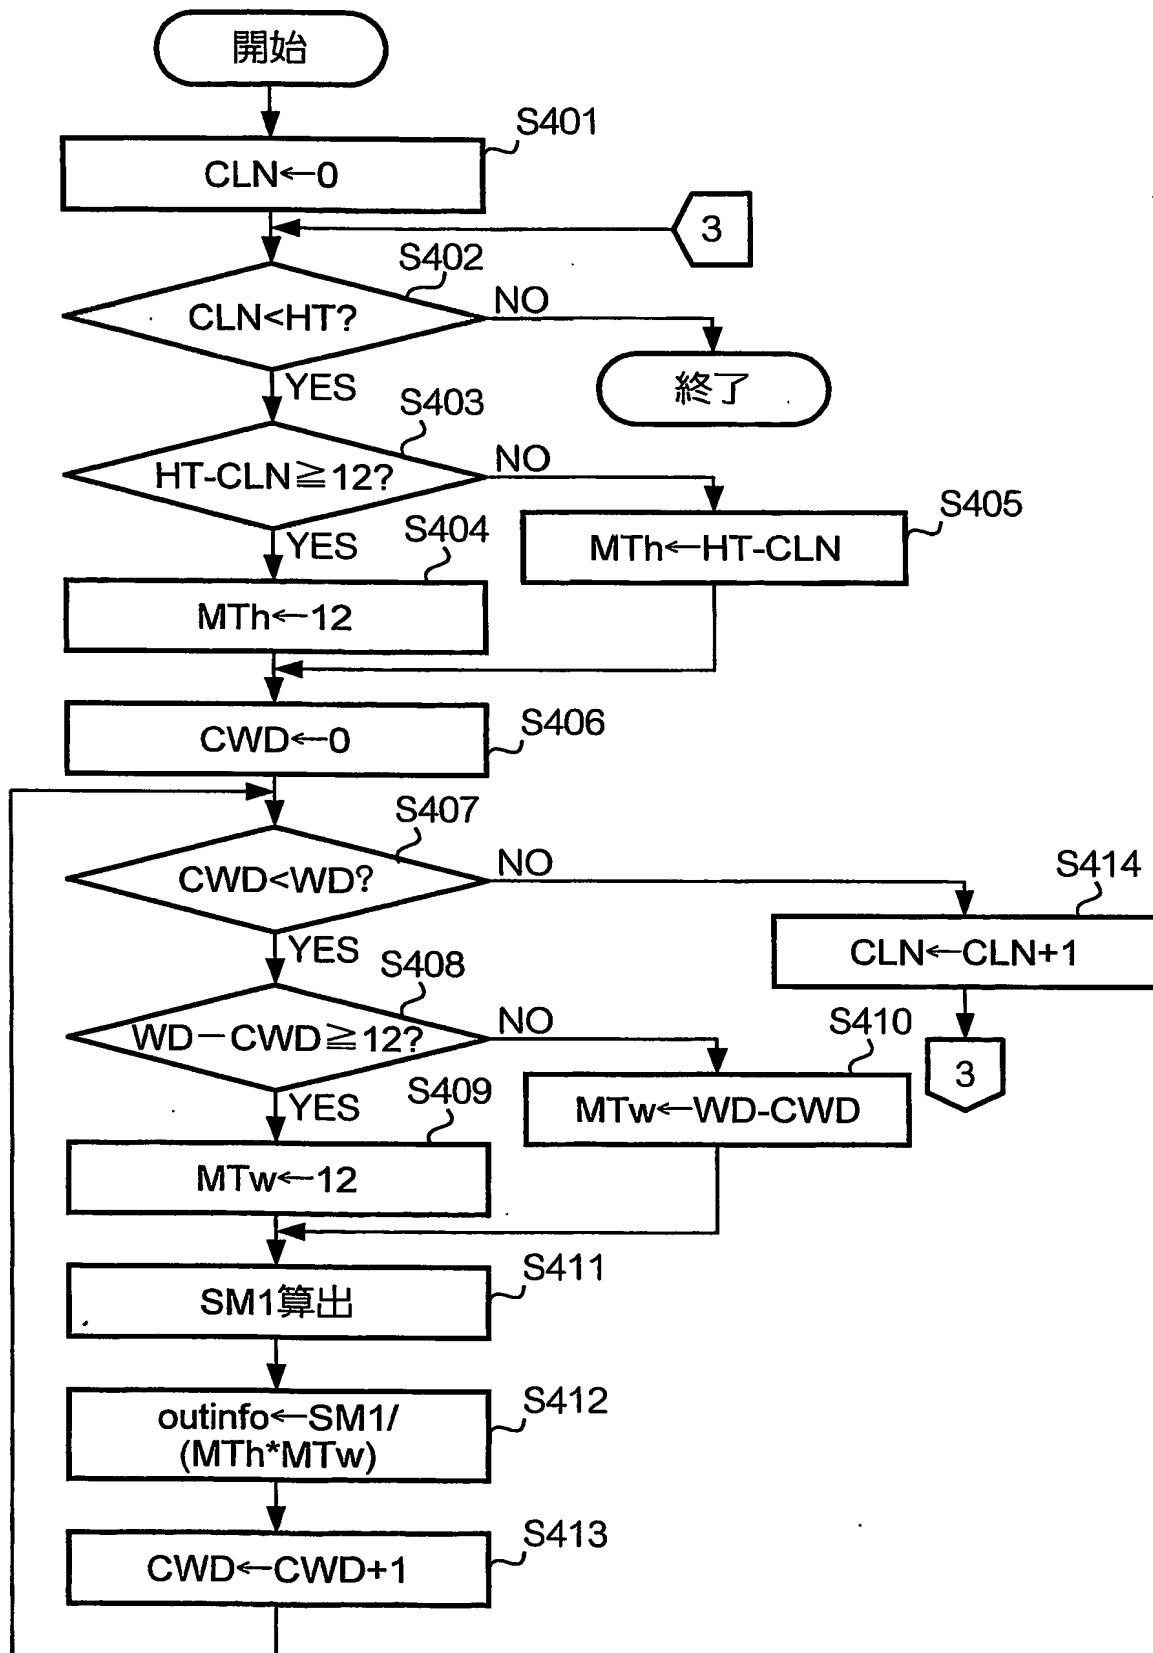 開始
S401
CLN←0
3
S402
CLN<HT?
NO
終了
YES
S403
HT-CLN≧12?
NO
S405
MTh←HT-CLN
YES
S404
MTh←12
S406
CWD←0
S407
CWD<WD?
NO
S414
CLN←CLN+1
3
YES
S408
WD－CWD≧12?
NO
S410
MTw←WD-CWD
YES
S409
MTw←12
S411
SM1算出
S412
outinfo←SM1/
(MTh*MTw)
S413
CWD←CWD+1